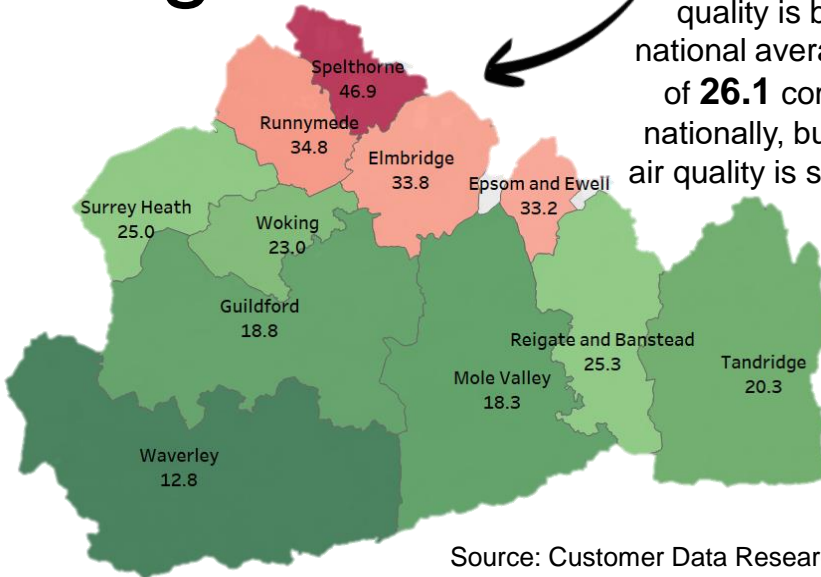 g
quality is b
national avera
of 26.1 con
nationally, bu
air quality is s
Spelthorne
46.9
Runnymede
34.8
Elmbridge
33.8
Epsom and Ewell
33.2
Surrey Heath
25.0
Woking
23.0
Guildford
18.8
Reigate and Banstead
25.3
Mole Valley
18.3
Tandridge
20.3
Waverley
12.8
Source: Customer Data Resear